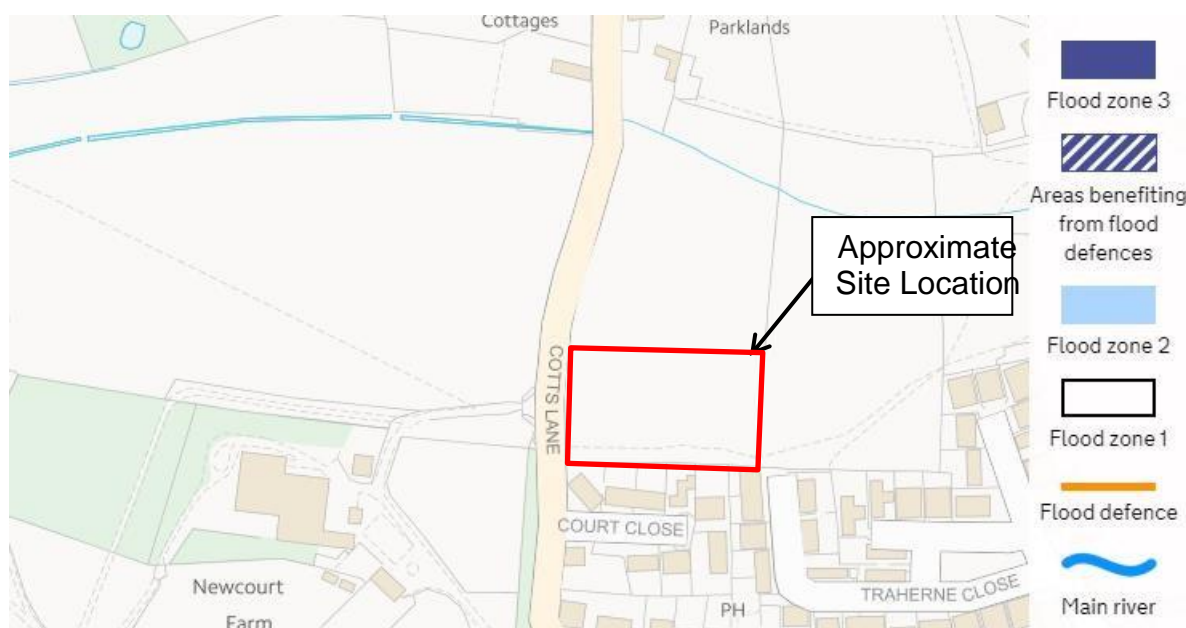 Cottages
Parklands
Approximate
Site Location
COTTS LANE
COURT CLOSE
Newcourt
Farm
PH
TRAHERNE CLOSE
Flood zone 3
Areas benefiting
from flood
defences
Flood zone 2
Flood zone 1
Flood defence
Main river